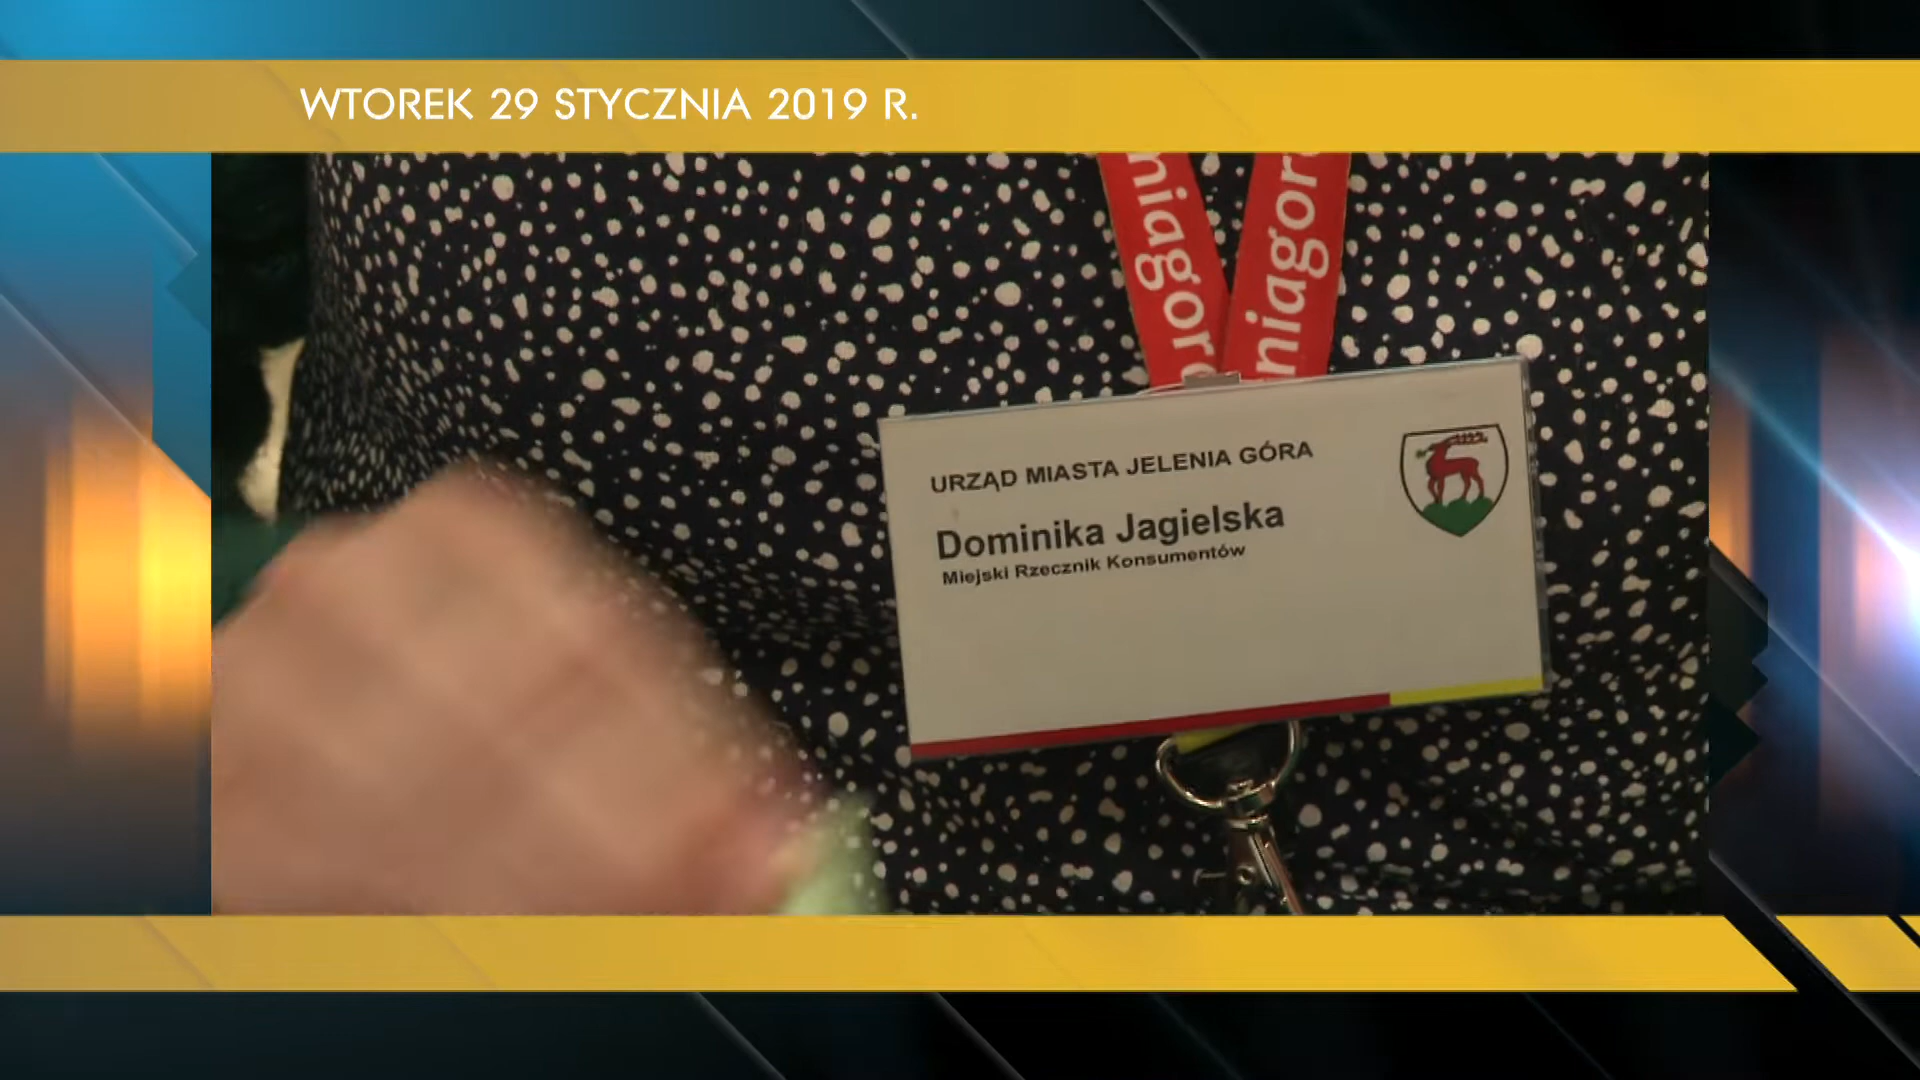 WTOREK 29 STYCZNIA 2019 R.
niagor
niagor
URZĄD MIASTA JELENIA GÓRA
Dominika Jagielska
Miejski Rzecznik Konsumentów